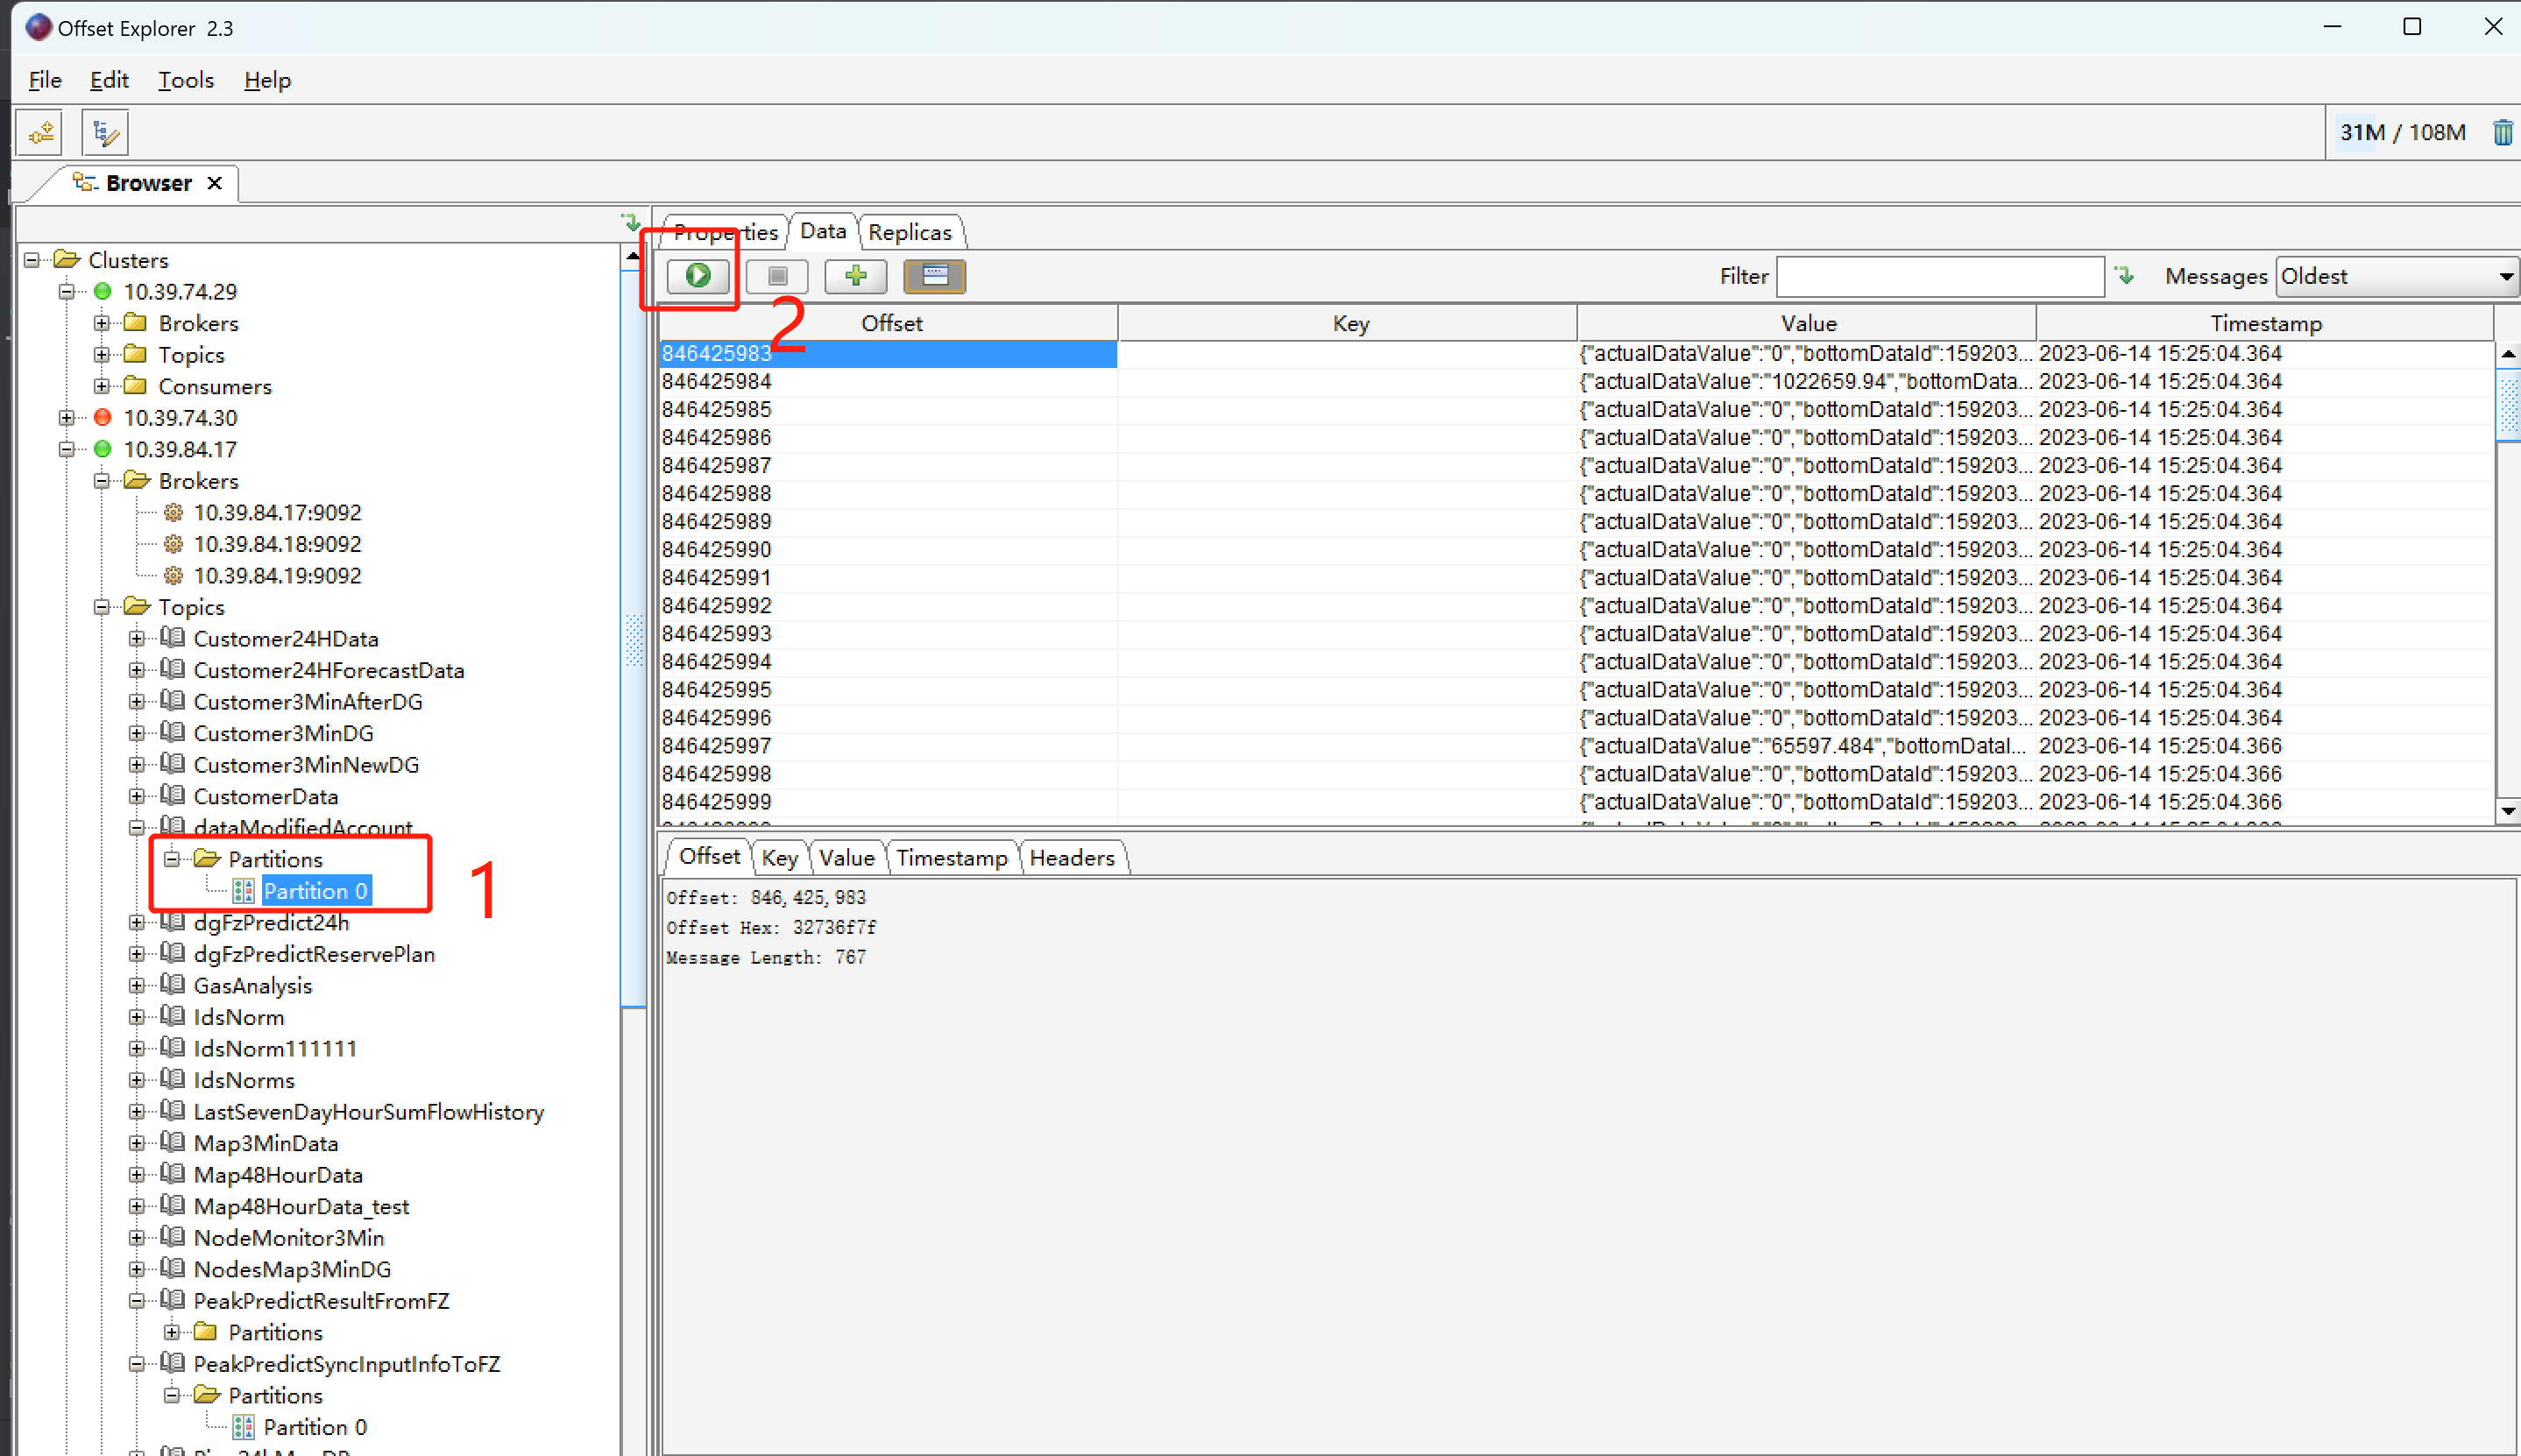 Offset Explorer 2.3
File Edit Tools Help
31M / 108M
Browser
Clusters
10.39.74.29
Brokers
Topics
Consumers
10.39.74.30
10.39.84.17
Brokers
10.39.84.17:9092
10.39.84.18:9092
10.39.84.19:9092
Topics
Customer24HData
Customer24HForecastData
Customer3MinAfterDG
Customer3MinDG
Customer3MinNewDG
CustomerData
dataModifiedAccount
Partitions
Partition 0
1
dgFzPredict24h
dgFzPredictReservePlan
GasAnalysis
IdsNorm
IdsNorm111111
IdsNorms
LastSevenDayHourSumFlowHistory
Map3MinData
Map48HourData
Map48HourData_test
NodeMonitor3Min
NodesMap3MinDG
PeakPredictResultFromFZ
Partitions
PeakPredictSyncInputInfoToFZ
Partitions
Partition 0
Properties Data Replicas
2
Filter Messages Oldest
Offset Key Value Timestamp
846425983 {"actualDataValue":"0","bottomDataId":159203... 2023-06-14 15:25:04.364
846425984 {"actualDataValue":"1022659.94","bottomData... 2023-06-14 15:25:04.364
846425985 {"actualDataValue":"0","bottomDataId":159203... 2023-06-14 15:25:04.364
846425986 {"actualDataValue":"0","bottomDataId":159203... 2023-06-14 15:25:04.364
846425987 {"actualDataValue":"0","bottomDataId":159203... 2023-06-14 15:25:04.364
846425988 {"actualDataValue":"0","bottomDataId":159203... 2023-06-14 15:25:04.364
846425989 {"actualDataValue":"0","bottomDataId":159203... 2023-06-14 15:25:04.364
846425990 {"actualDataValue":"0","bottomDataId":159203... 2023-06-14 15:25:04.364
846425991 {"actualDataValue":"0","bottomDataId":159203... 2023-06-14 15:25:04.364
846425992 {"actualDataValue":"0","bottomDataId":159203... 2023-06-14 15:25:04.364
846425993 {"actualDataValue":"0","bottomDataId":159203... 2023-06-14 15:25:04.364
846425994 {"actualDataValue":"0","bottomDataId":159203... 2023-06-14 15:25:04.364
846425995 {"actualDataValue":"0","bottomDataId":159203... 2023-06-14 15:25:04.364
846425996 {"actualDataValue":"0","bottomDataId":159203... 2023-06-14 15:25:04.364
846425997 {"actualDataValue":"65597.484","bottomDataI... 2023-06-14 15:25:04.366
846425998 {"actualDataValue":"0","bottomDataId":159203... 2023-06-14 15:25:04.366
846425999 {"actualDataValue":"0","bottomDataId":159203... 2023-06-14 15:25:04.366
Offset Key Value Timestamp Headers
Offset: 846,425,983
Offset Hex: 32736f7f
Message Length: 767